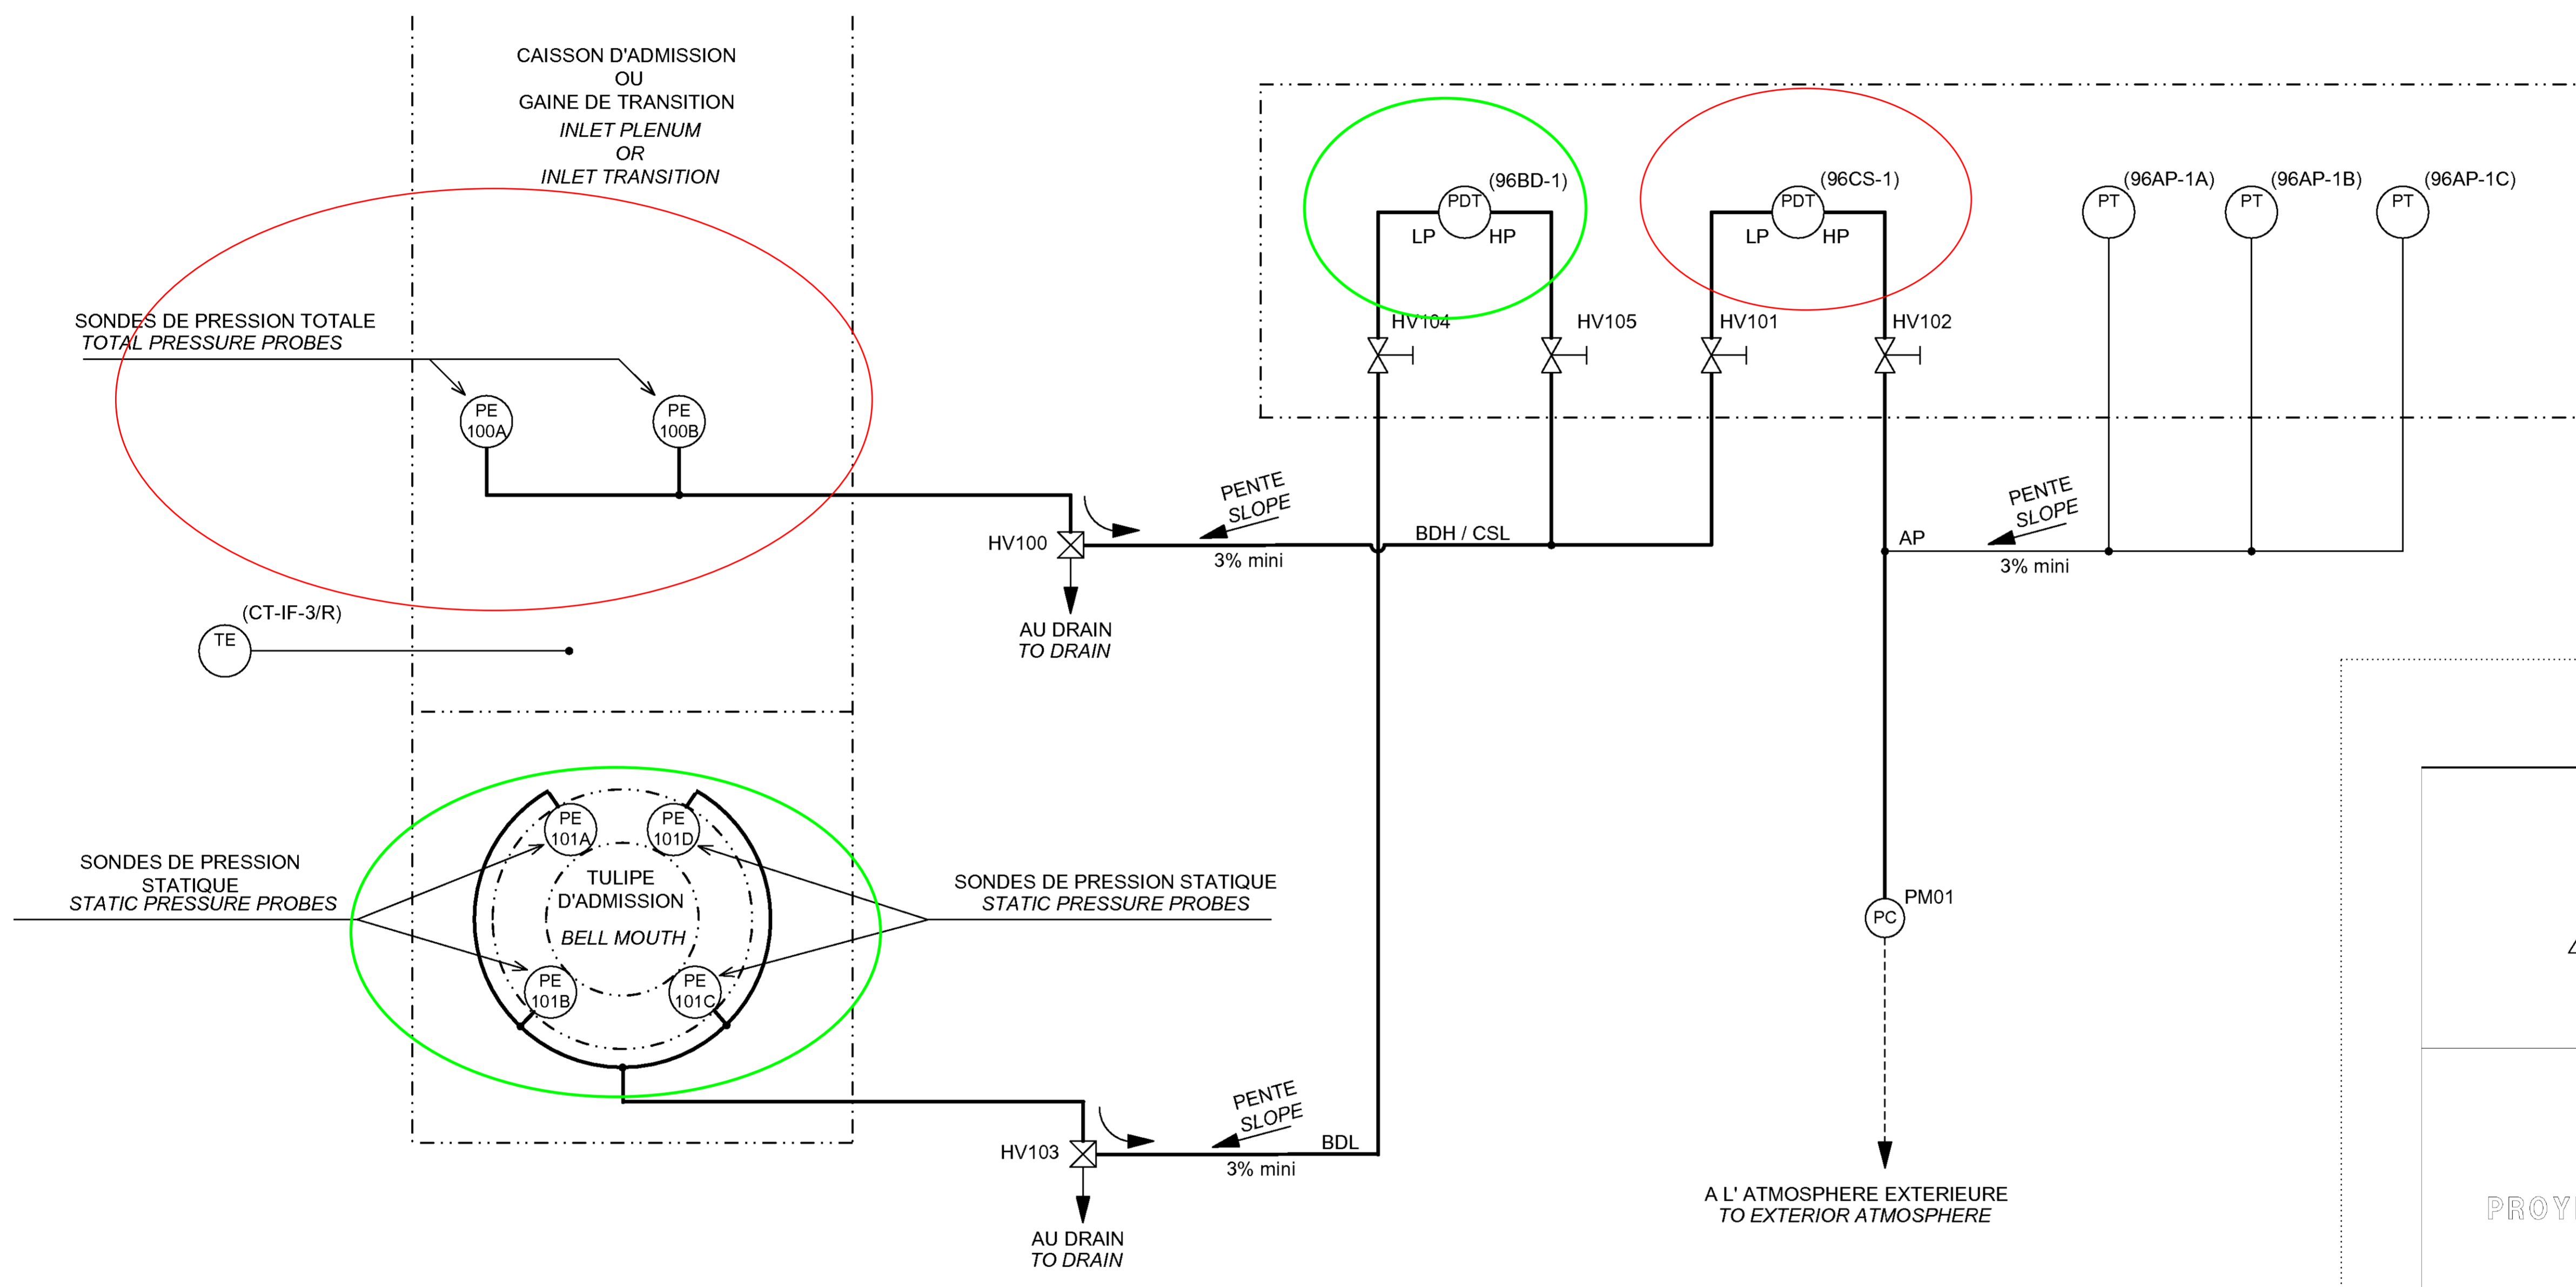 CAISSON D'ADMISSION
OU
GAINE DE TRANSITION
INLET PLENUM
OR
INLET TRANSITION
SONDES DE PRESSION TOTALE
TOTAL PRESSURE PROBES
PE
100A
PE
100B
(CT-IF-3/R)
TE
HV100
AU DRAIN
TO DRAIN
PENTE
SLOPE
3% mini
BDH / CSL
(96BD-1)
PDT
LP
HP
HV104
HV105
(96CS-1)
PDT
LP
HP
HV101
HV102
(96AP-1A)
PT
(96AP-1B)
PT
(96AP-1C)
PT
AP
PENTE
SLOPE
3% mini
SONDES DE PRESSION
STATIQUE
STATIC PRESSURE PROBES
PE
101A
PE
101D
TULIPE
D'ADMISSION
BELL MOUTH
PE
101B
PE
101C
SONDES DE PRESSION STATIQUE
STATIC PRESSURE PROBES
HV103
AU DRAIN
TO DRAIN
PENTE
SLOPE
3% mini
BDL
PC
PM01
A L' ATMOSPHERE EXTERIEURE
TO EXTERIOR ATMOSPHERE